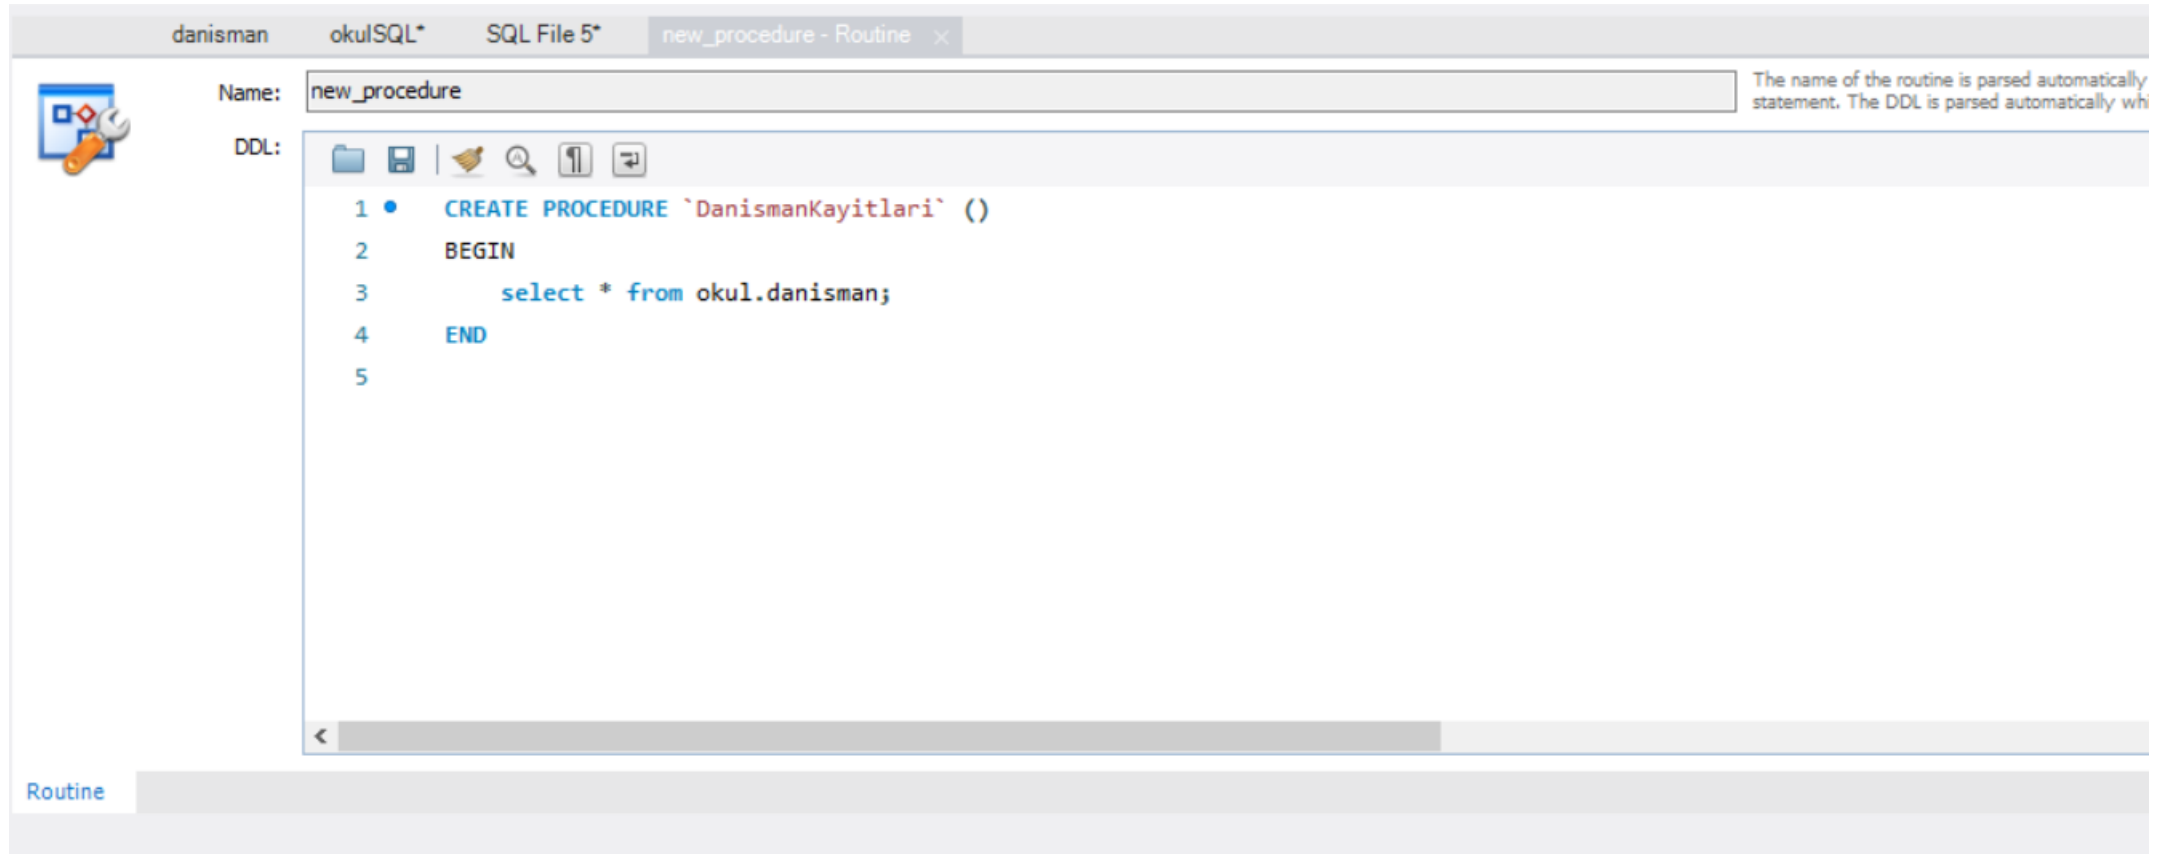 danisman okulSQL* SQL File 5* new_procedure - Routine
Name: new_procedure
The name of the routine is parsed automatically
statement. The DDL is parsed automatically whi
DDL:
1 CREATE PROCEDURE `DanismanKayitlari` ()
2 BEGIN
3 select * from okul.danisman;
4 END
5
Routine